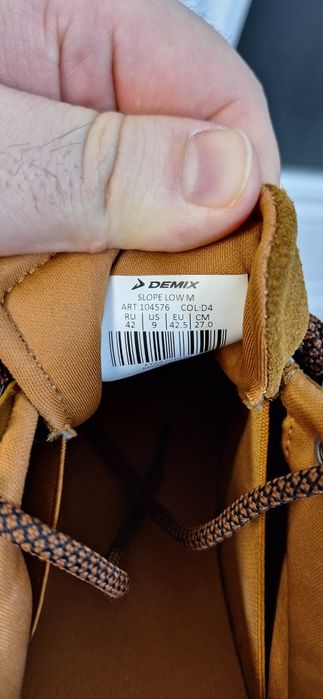 DEMIX
SLOPE LOW M
ART:104576 COL:D4
RU US EU CM
42 9 42.5 27.0